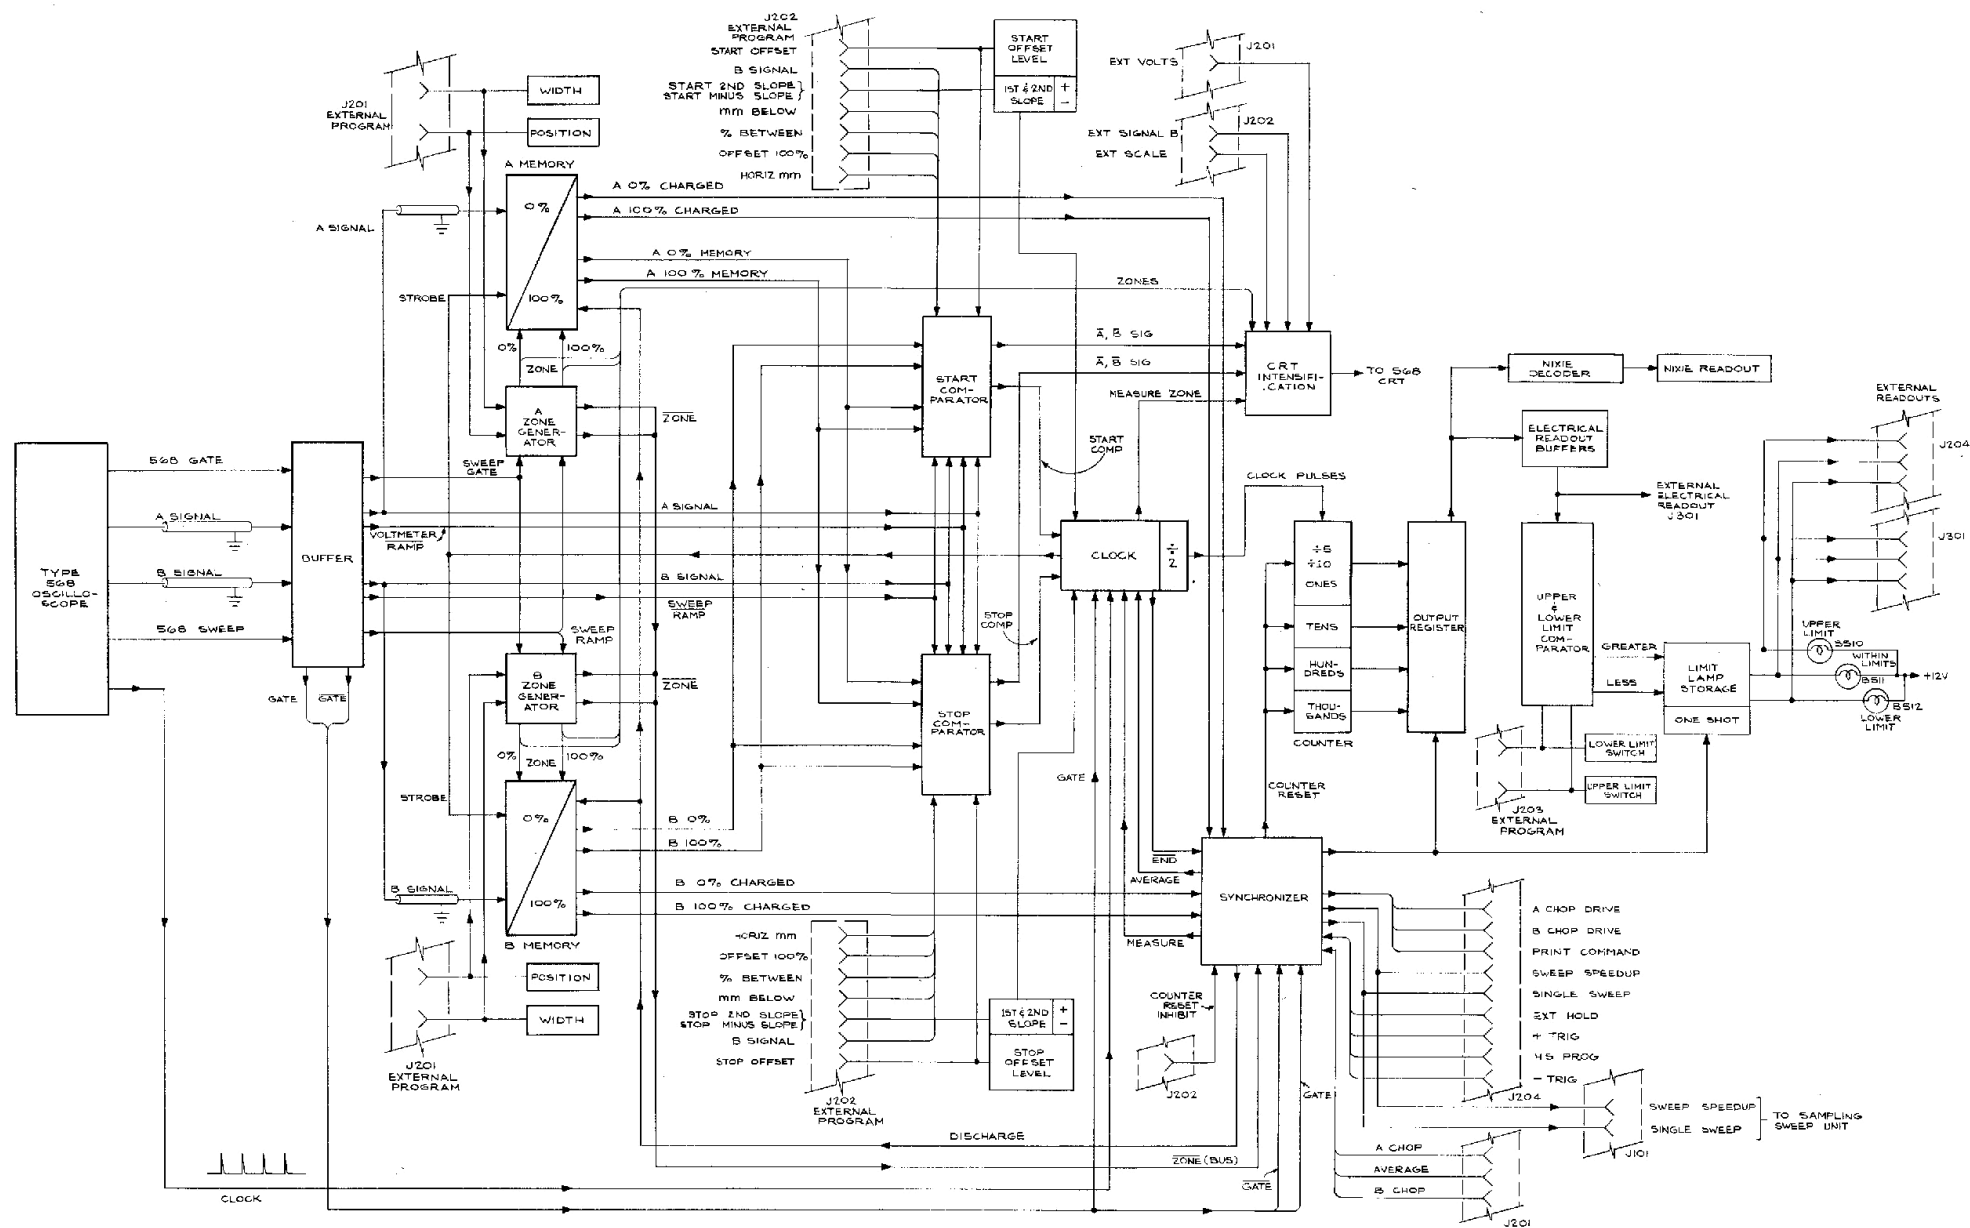 J202
EXTERNAL
PROGRAM
START OFFSET
B SIGNAL
START 2ND SLOPE
START MINUS SLOPE
mm BELOW
% BETWEEN
OFFSET 100%
HORIZ mm
START
OFFSET
LEVEL
1ST & 2ND
SLOPE
+
-
EXT VOLTS
J201
EXT SIGNAL B
EXT SCALE
J202
J201
EXTERNAL
PROGRAM
WIDTH
POSITION
A MEMORY
0%
100%
A SIGNAL
STROBE
A 0% CHARGED
A 100% CHARGED
A 0% MEMORY
A 100% MEMORY
ZONES
0%
100%
ZONE
A
ZONE
GENER-
ATOR
ZONE
SWEEP
GATE
START
COM-
PARATOR
A, B SIG
A, B SIG
MEASURE ZONE
CRT
INTENSIFI-
CATION
TO 568
CRT
NIXIE
DECODER
NIXIE READOUT
ELECTRICAL
READOUT
BUFFERS
EXTERNAL
READOUTS
J204
J301
EXTERNAL
ELECTRICAL
READOUT
J301
TYPE
568
OSCILLO-
SCOPE
568 GATE
A SIGNAL
B SIGNAL
568 SWEEP
BUFFER
GATE
GATE
VOLTMETER
RAMP
A SIGNAL
B SIGNAL
SWEEP
RAMP
SWEEP
RAMP
START
COMP
STOP
COMP
CLOCK
÷
2
CLOCK PULSES
÷5
÷10
ONES
TENS
HUN-
DREDS
THOU-
SANDS
COUNTER
OUTPUT
REGISTER
UPPER
&
LOWER
LIMIT
COM-
PARATOR
GREATER
LESS
LIMIT
LAMP
STORAGE
ONE SHOT
UPPER
LIMIT
B510
WITHIN
LIMITS
B511
B512
LOWER
LIMIT
+12V
LOWER LIMIT
SWITCH
UPPER LIMIT
SWITCH
J203
EXTERNAL
PROGRAM
B
ZONE
GENER-
ATOR
ZONE
0%
ZONE
100%
STROBE
0%
100%
B MEMORY
B SIGNAL
B 0%
B 100%
B 0% CHARGED
B 100% CHARGED
STOP
COM-
PARATOR
GATE
COUNTER
RESET
END
AVERAGE
MEASURE
SYNCHRONIZER
COUNTER
RESET
INHIBIT
J202
A CHOP DRIVE
B CHOP DRIVE
PRINT COMMAND
SWEEP SPEEDUP
SINGLE SWEEP
EXT HOLD
+ TRIG
45 PROG
- TRIG
J204
SWEEP SPEEDUP
SINGLE SWEEP
TO SAMPLING
SWEEP UNIT
J101
A CHOP
AVERAGE
B CHOP
J201
POSITION
WIDTH
J201
EXTERNAL
PROGRAM
HORIZ mm
OFFSET 100%
% BETWEEN
mm BELOW
STOP 2ND SLOPE
STOP MINUS SLOPE
B SIGNAL
STOP OFFSET
J202
EXTERNAL
PROGRAM
1ST & 2ND
SLOPE
+
-
STOP
OFFSET
LEVEL
DISCHARGE
ZONE (BUS)
GATE
GATE
CLOCK